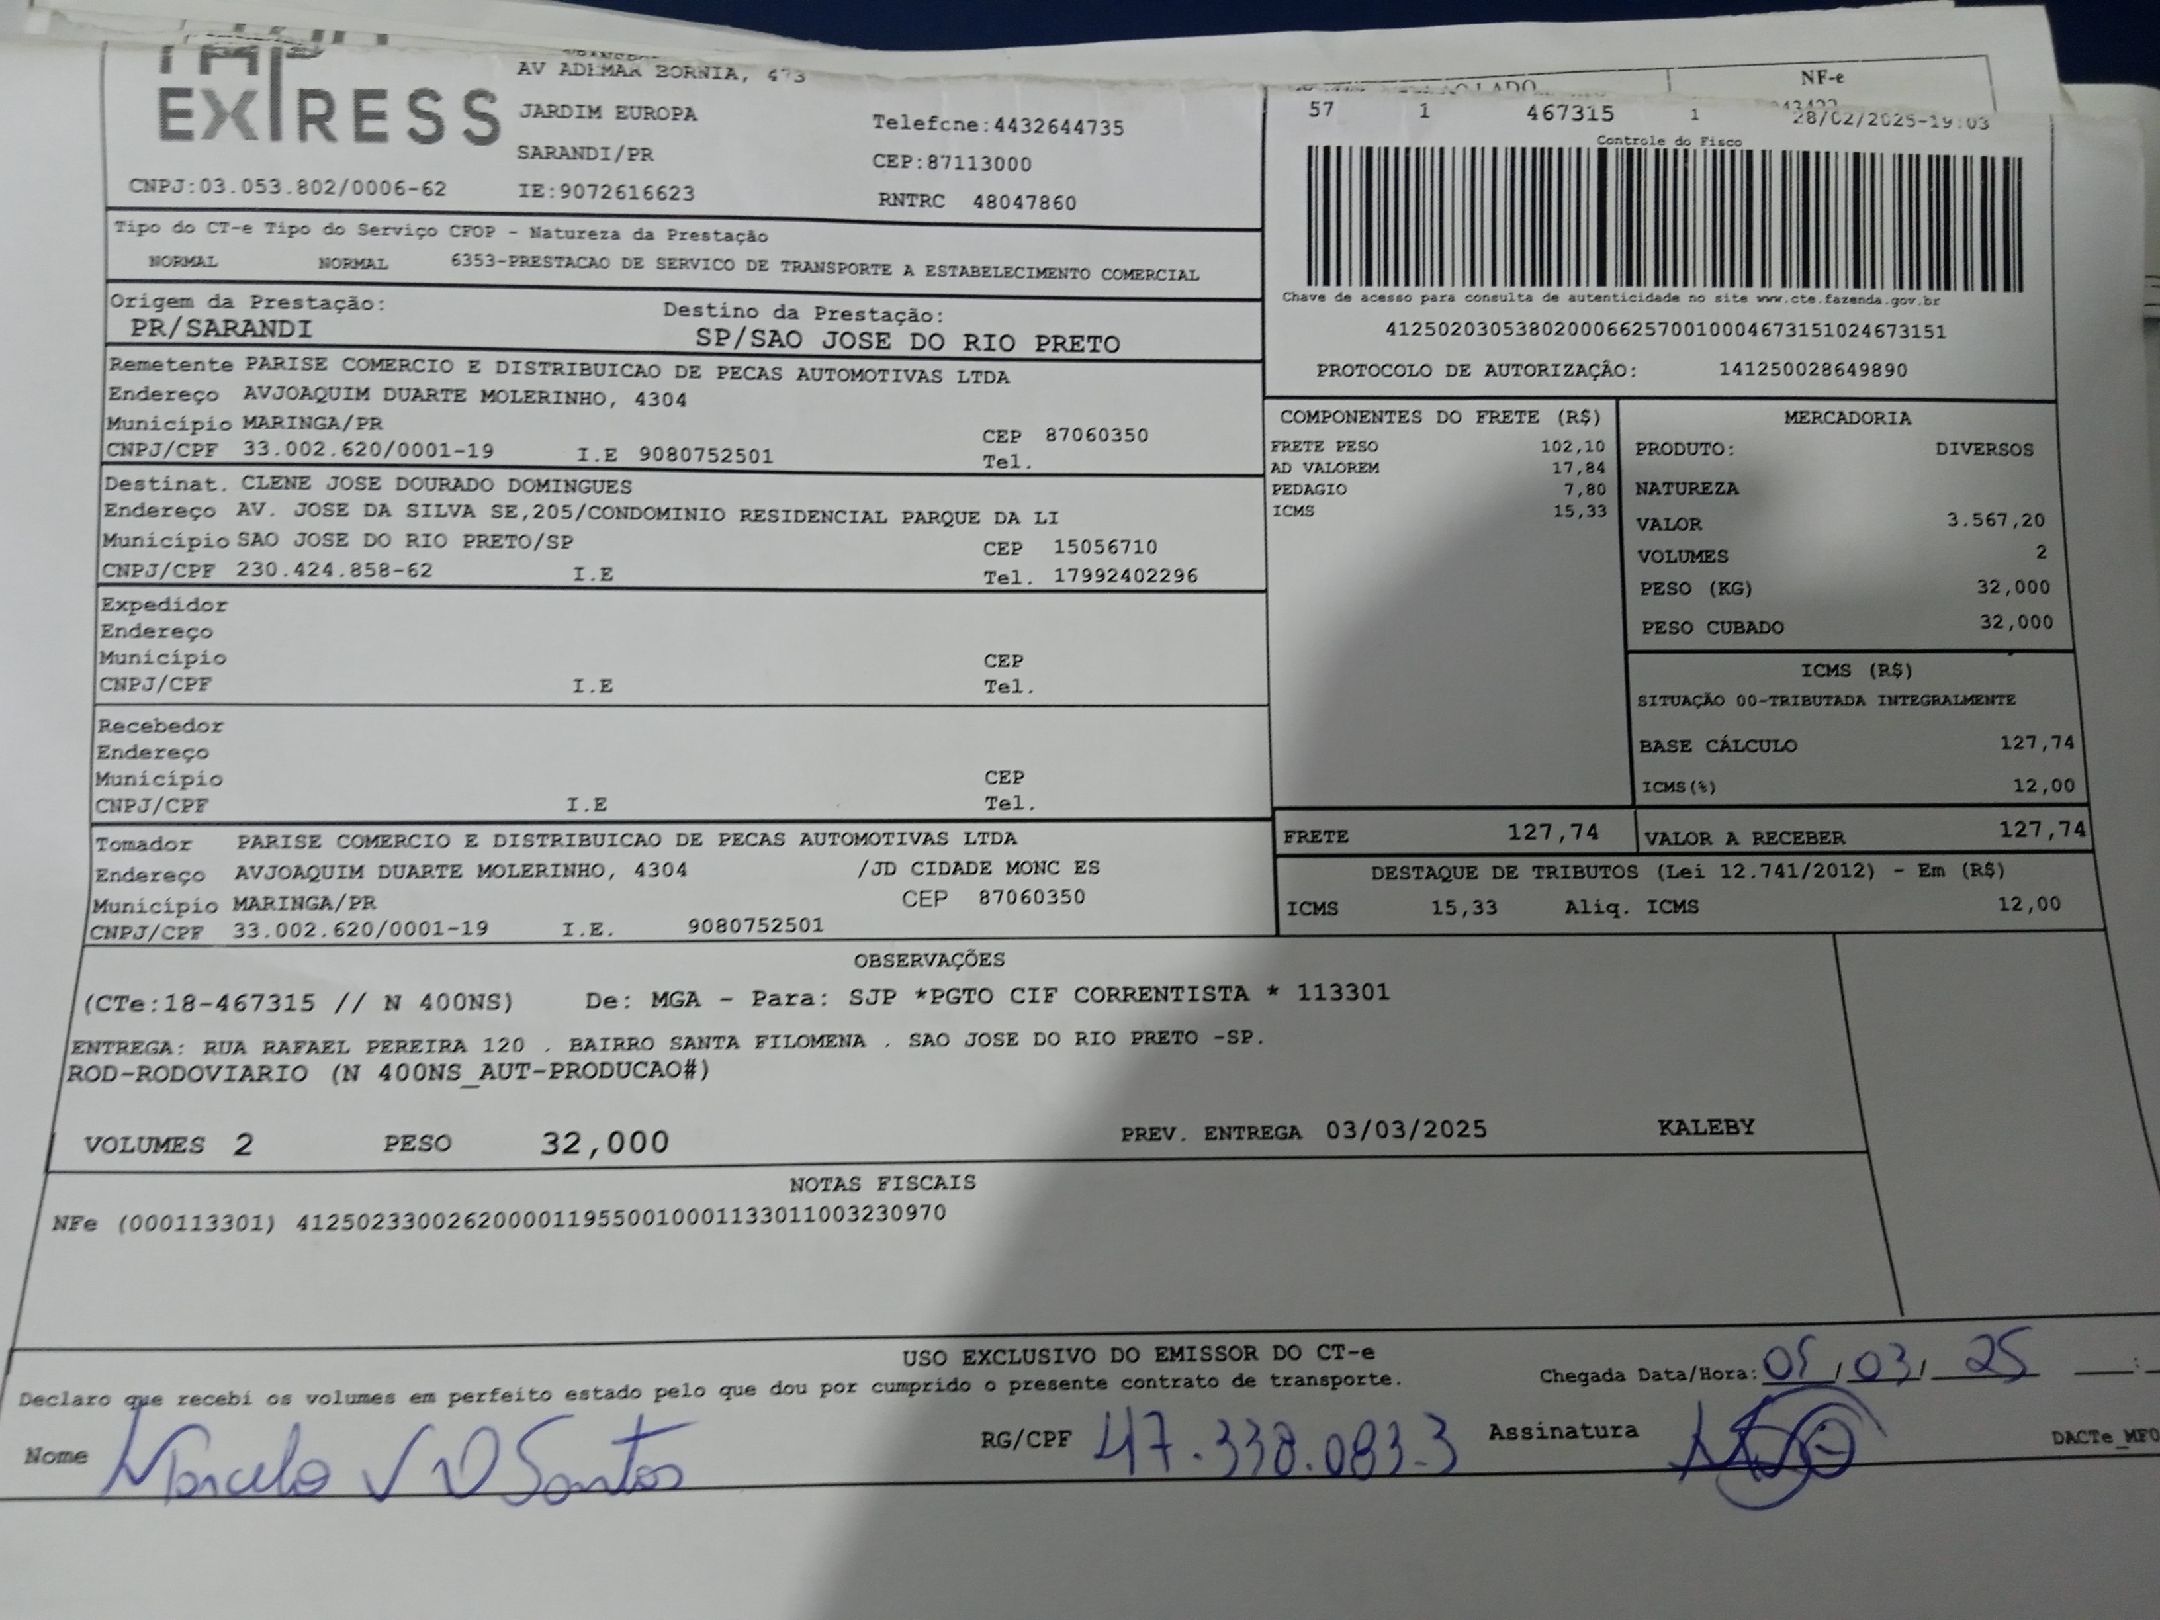 EXPRESS
AV ADEMAR BORNIA, 473
JARDIM EUROPA
Telefcne:4432644735
SARANDI/PR
CEP:87113000
CNPJ:03.053.802/0006-62
IE:9072616623
RNTRC 48047860
NF-e
57 1 467315 1 28/02/2025-19:03
Controle do Fisco
Chave de acesso para consulta de autenticidade no site www.cte.fazenda.gov.br
41250203053802000662570010004673151024673151
PROTOCOLO DE AUTORIZAÇÃO: 141250028649890
Tipo do CT-e Tipo do Serviço CFOP - Natureza da Prestação
NORMAL NORMAL 6353-PRESTACAO DE SERVICO DE TRANSPORTE A ESTABELECIMENTO COMERCIAL
Origem da Prestação: Destino da Prestação:
PR/SARANDI SP/SAO JOSE DO RIO PRETO
Remetente PARISE COMERCIO E DISTRIBUICAO DE PECAS AUTOMOTIVAS LTDA
Endereço AVJOAQUIM DUARTE MOLERINHO, 4304
Município MARINGA/PR CEP 87060350
CNPJ/CPF 33.002.620/0001-19 I.E 9080752501 Tel.
Destinat. CLENE JOSE DOURADO DOMINGUES
Endereço AV. JOSE DA SILVA SE,205/CONDOMINIO RESIDENCIAL PARQUE DA LI
Município SAO JOSE DO RIO PRETO/SP CEP 15056710
CNPJ/CPF 230.424.858-62 I.E Tel. 17992402296
Expedidor
Endereço
Município CEP
CNPJ/CPF I.E Tel.
Recebedor
Endereço
Município CEP
CNPJ/CPF I.E Tel.
Tomador PARISE COMERCIO E DISTRIBUICAO DE PECAS AUTOMOTIVAS LTDA
Endereço AVJOAQUIM DUARTE MOLERINHO, 4304 /JD CIDADE MONC ES
Município MARINGA/PR CEP 87060350
CNPJ/CPF 33.002.620/0001-19 I.E. 9080752501
COMPONENTES DO FRETE (R$)
FRETE PESO 102,10
AD VALOREM 17,84
PEDAGIO 7,80
ICMS 15,33
MERCADORIA
PRODUTO: DIVERSOS
NATUREZA
VALOR 3.567,20
VOLUMES 2
PESO (KG) 32,000
PESO CUBADO 32,000
ICMS (R$)
SITUAÇÃO 00-TRIBUTADA INTEGRALMENTE
BASE CÁLCULO 127,74
ICMS(%) 12,00
FRETE 127,74 VALOR A RECEBER 127,74
DESTAQUE DE TRIBUTOS (Lei 12.741/2012) - Em (R$)
ICMS 15,33 Aliq. ICMS 12,00
OBSERVAÇÕES
(CTe:18-467315 // N 400NS) De: MGA - Para: SJP *PGTO CIF CORRENTISTA * 113301
ENTREGA: RUA RAFAEL PEREIRA 120 . BAIRRO SANTA FILOMENA . SAO JOSE DO RIO PRETO -SP.
ROD-RODOVIARIO (N 400NS_AUT-PRODUCAO#)
VOLUMES 2 PESO 32,000 PREV. ENTREGA 03/03/2025 KALEBY
NOTAS FISCAIS
NFe (000113301) 41250233002620000119550010001133011003230970
USO EXCLUSIVO DO EMISSOR DO CT-e
Chegada Data/Hora: 05/03/25 __:
Declaro que recebi os volumes em perfeito estado pelo que dou por cumprido o presente contrato de transporte.
Nome Marcelo V D Santos RG/CPF 47.338.083.3 Assinatura
DACTe_MF0